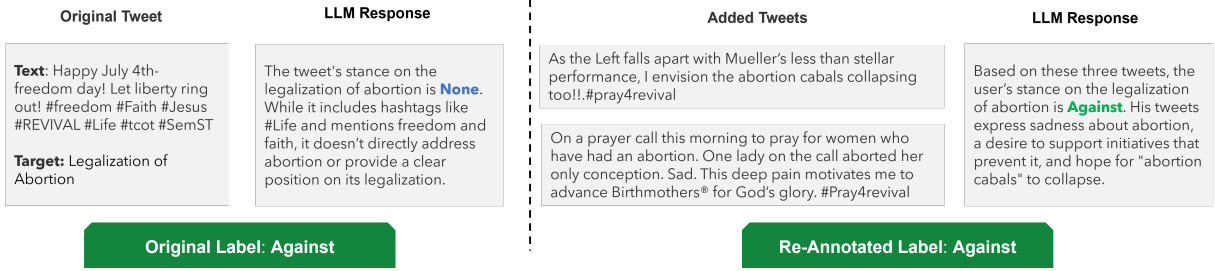 Original Tweet
Text: Happy July 4th-
freedom day! Let liberty ring
out! #freedom #Faith #Jesus
#REVIVAL #Life #tcot #SemST
Target: Legalization of
Abortion
LLM Response
The tweet's stance on the
legalization of abortion is None.
While it includes hashtags like
#Life and mentions freedom and
faith, it doesn't directly address
abortion or provide a clear
position on its legalization.
Original Label: Against
Added Tweets
As the Left falls apart with Mueller's less than stellar
performance, I envision the abortion cabals collapsing
too!!.#pray4revival
On a prayer call this morning to pray for women who
have had an abortion. One lady on the call aborted her
only conception. Sad. This deep pain motivates me to
advance Birthmothers® for God's glory. #Pray4revival
LLM Response
Based on these three tweets, the
user's stance on the legalization
of abortion is Against. His tweets
express sadness about abortion,
a desire to support initiatives that
prevent it, and hope for "abortion
cabals" to collapse.
Re-Annotated Label: Against